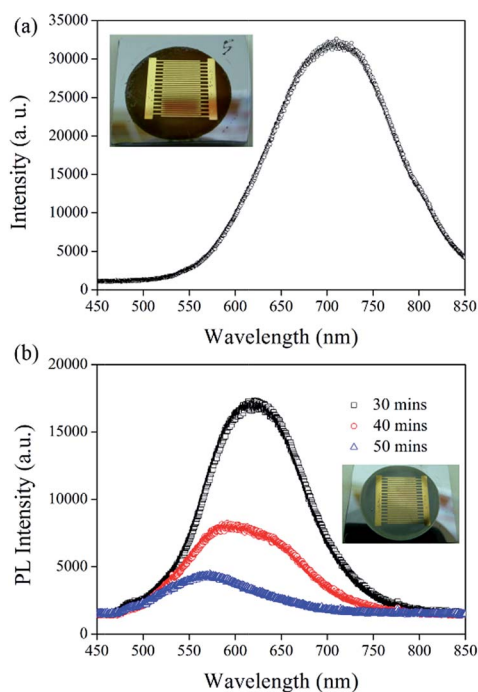 (a)
35000
30000
25000
20000
15000
10000
5000
0
Intensity (a. u.)
5
450 500 550 600 650 700 750 800 850
Wavelength (nm)
(b)
20000
15000
10000
5000
0
PL Intensity (a.u.)
30 mins
40 mins
50 mins
450 500 550 600 650 700 750 800 850
Wavelength (nm)